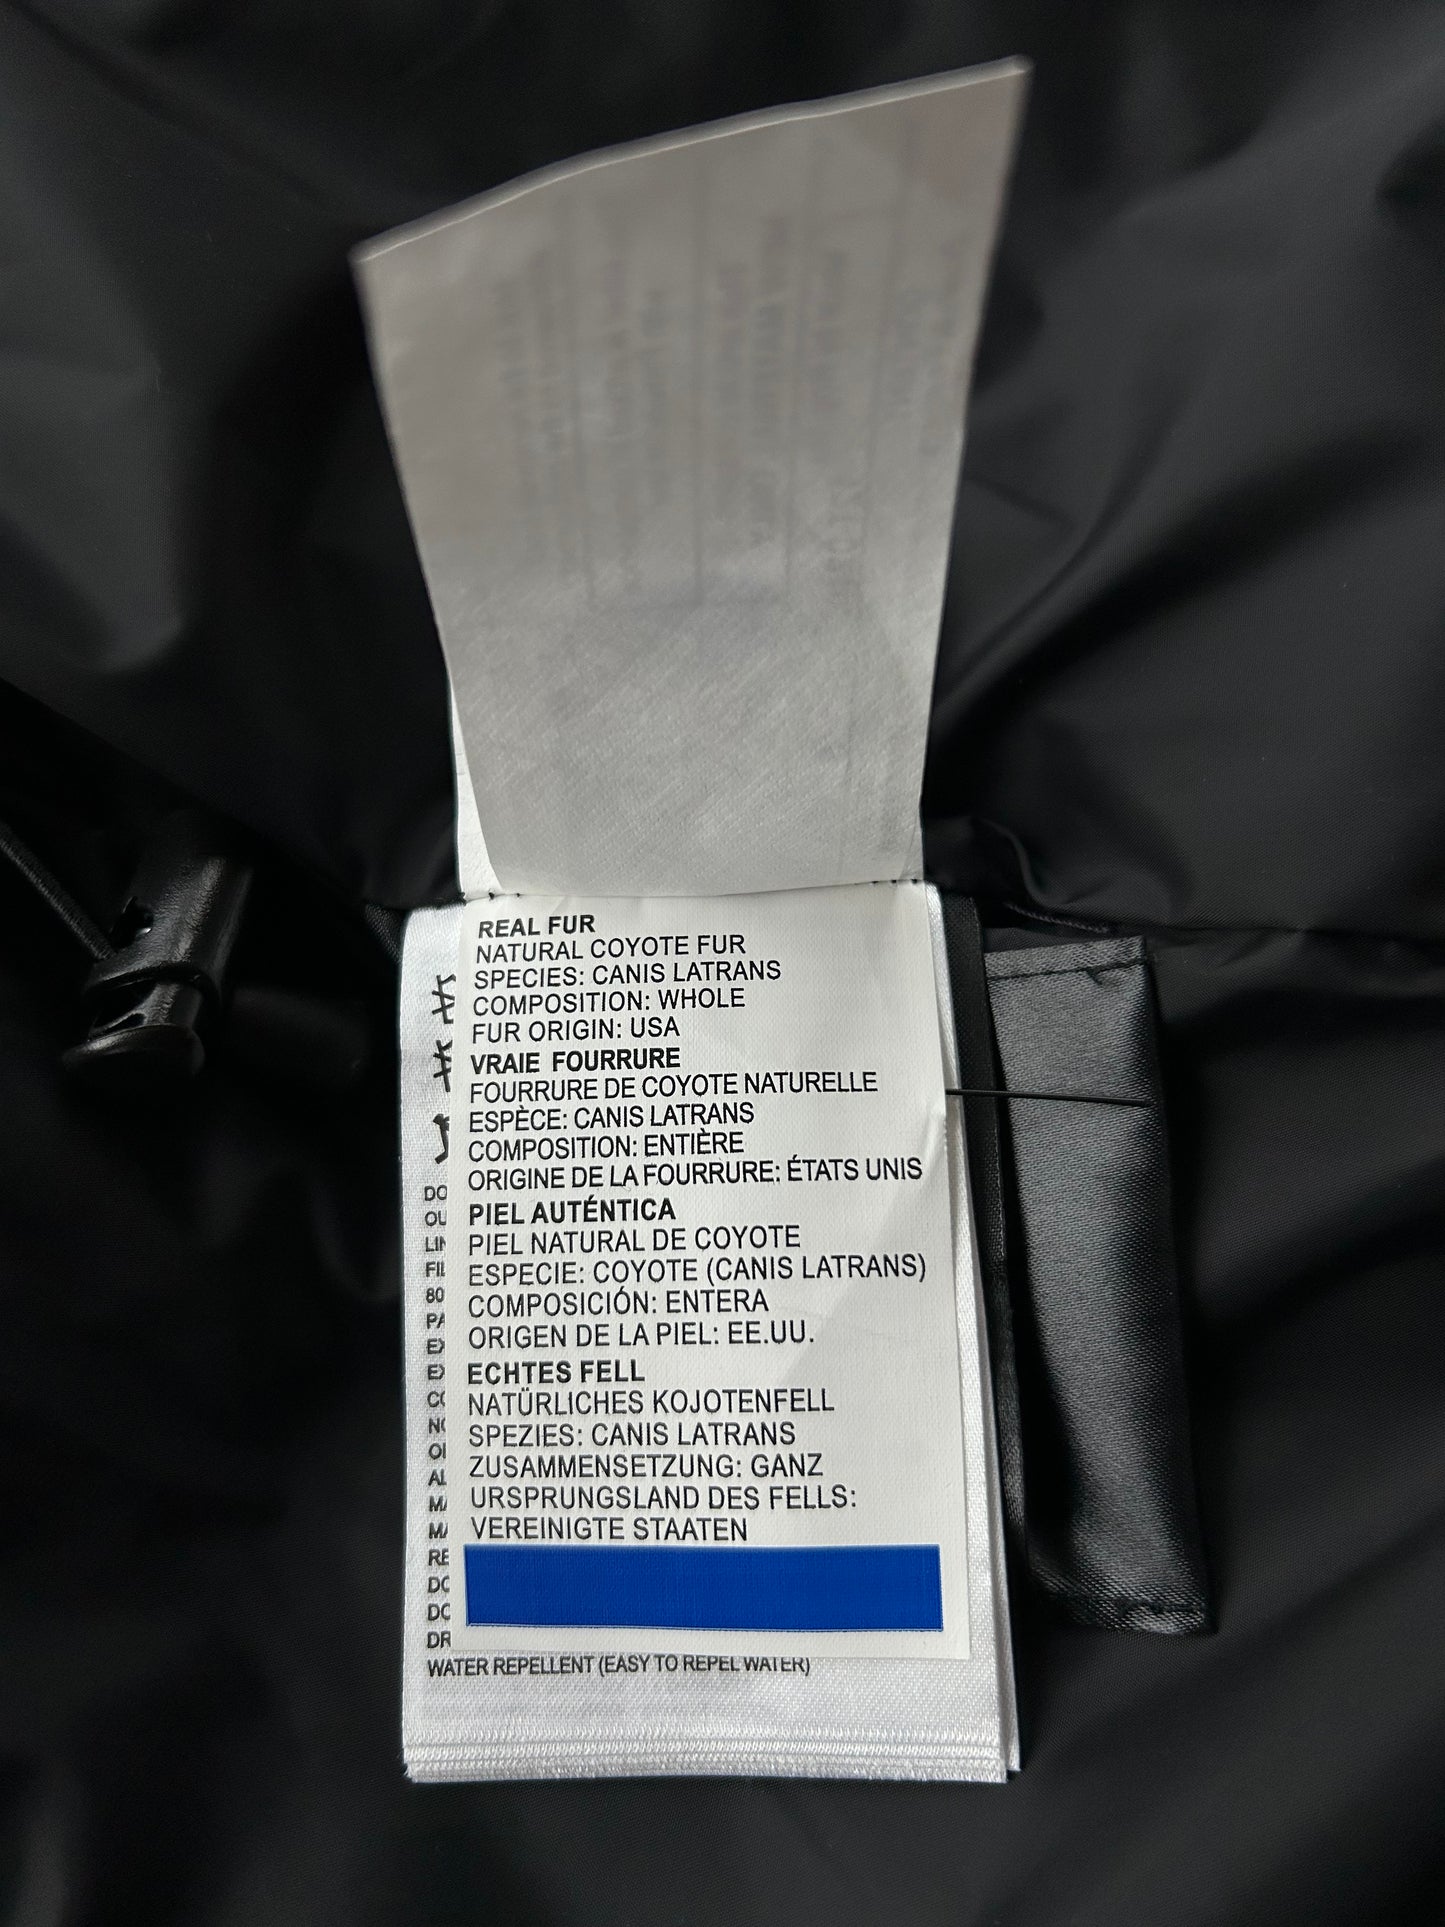 REAL FUR
NATURAL COYOTE FUR
SPECIES: CANIS LATRANS
COMPOSITION: WHOLE
FUR ORIGIN: USA
VRAIE FOURRURE
FOURRURE DE COYOTE NATURELLE
ESPÈCE: CANIS LATRANS
COMPOSITION: ENTIÈRE
ORIGINE DE LA FOURRURE: ÉTATS UNIS
PIEL AUTÉNTICA
PIEL NATURAL DE COYOTE
ESPECIE: COYOTE (CANIS LATRANS)
COMPOSICIÓN: ENTERA
ORIGEN DE LA PIEL: EE.UU.
ECHTES FELL
NATÜRLICHES KOJOTENFELL
SPEZIES: CANIS LATRANS
ZUSAMMENSETZUNG: GANZ
URSPRUNGSLAND DES FELLS:
VEREINIGTE STAATEN
WATER REPELLENT (EASY TO REPEL WATER)